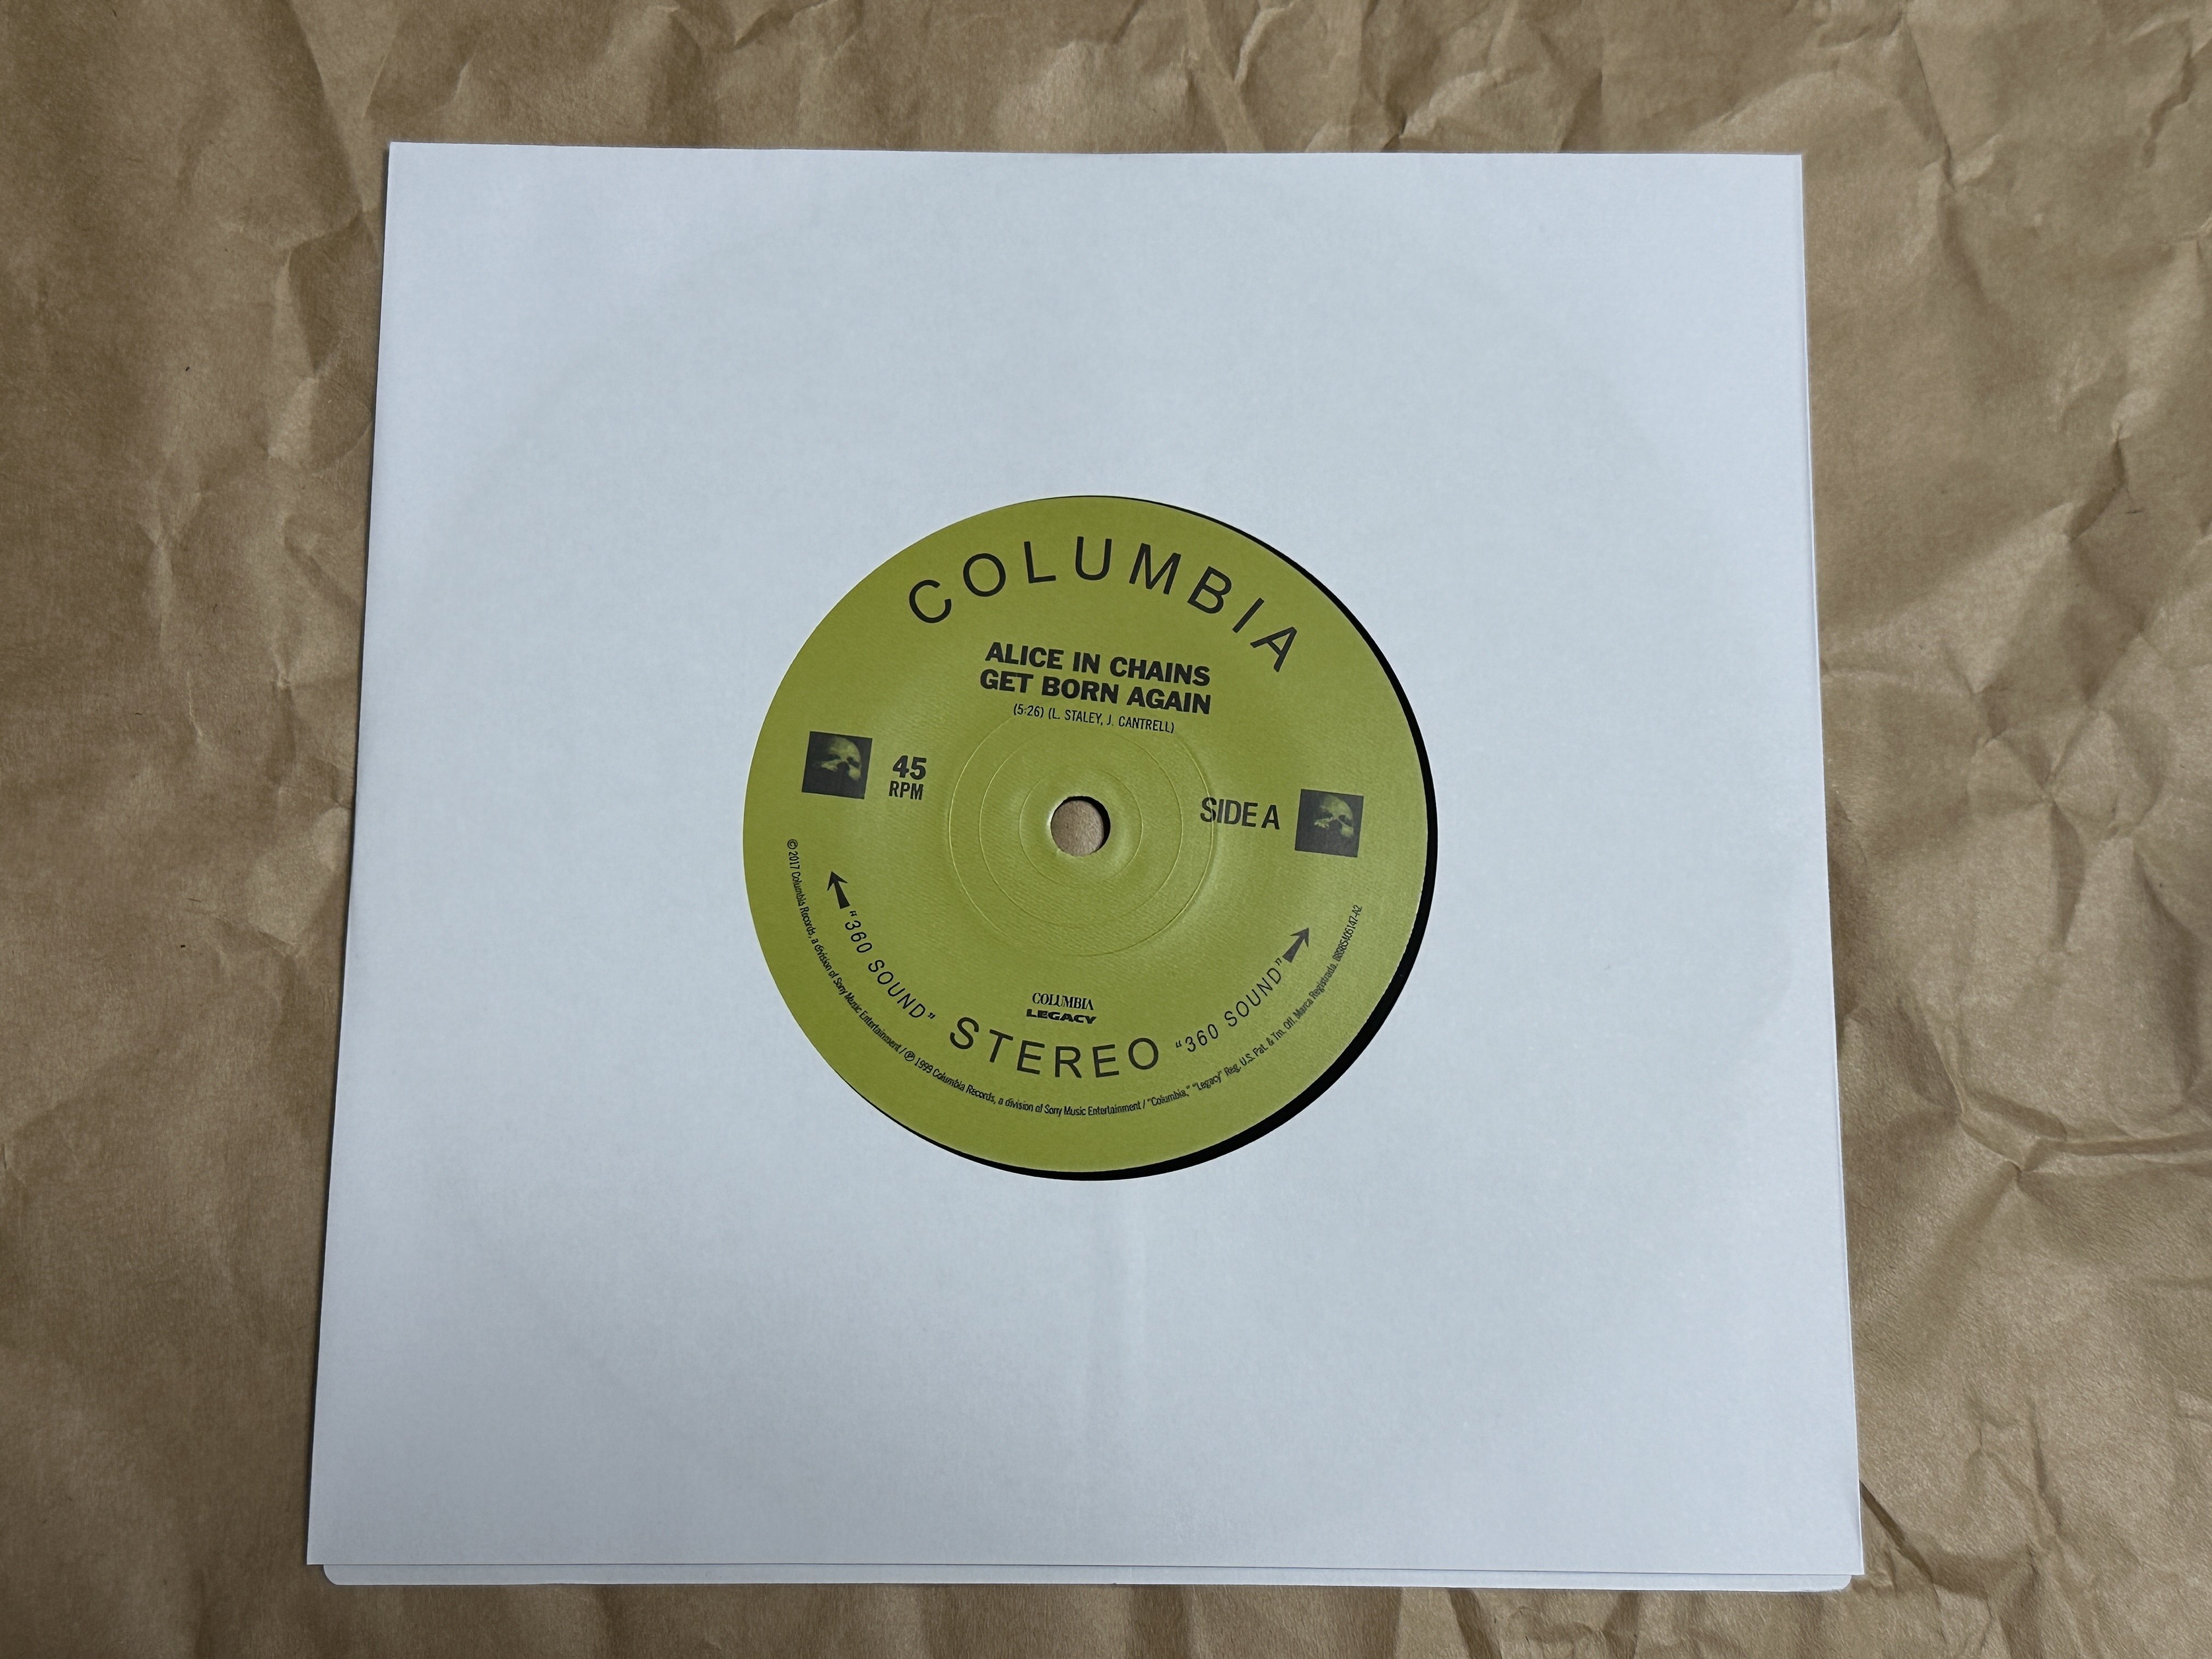 COLUMBIA
ALICE IN CHAINS
GET BORN AGAIN
(5:26) (L. STALEY, J. CANTRELL)
45
RPM
SIDE A
"360 SOUND"
STEREO
"360 SOUND"
COLUMBIA
LEGACY
© 2017 Columbia Records, a division of Sony Music Entertainment / ℗ 1999 Columbia Records, a division of Sony Music Entertainment / "Columbia," "Legacy" Reg. U.S. Pat. & Tm. Off. Marca Registrada. 88985405147-A2